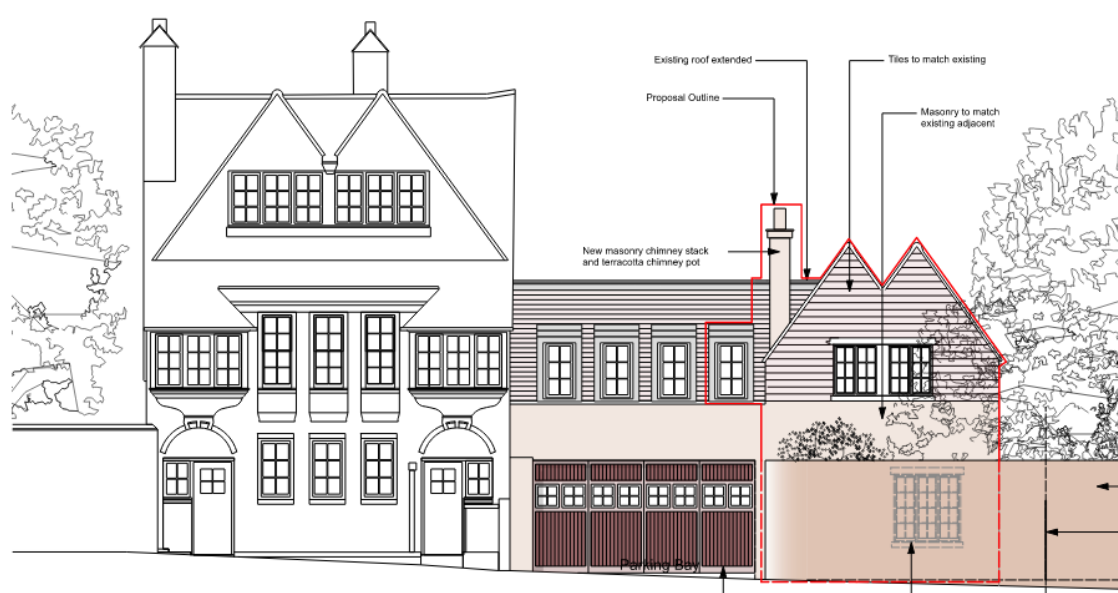 Existing roof extended
Tiles to match existing
Proposal Outline
Masonry to match
existing adjacent
New masonry chimney stack
and terracotta chimney pot
Parking Bay